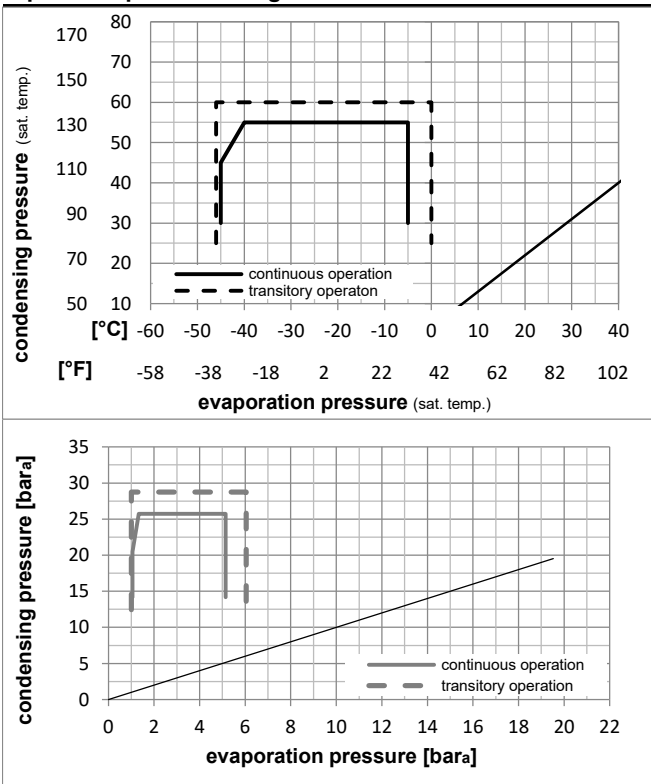 170 80
70
150
60
130
50
110
40
90
30
70
20
50 10
condensing pressure (sat. temp.)
continuous operation
transitory operaton
[°C] -60 -50 -40 -30 -20 -10 0 10 20 30 40
[°F] -58 -38 -18 2 22 42 62 82 102
evaporation pressure (sat. temp.)
35
30
25
20
15
10
5
0
condensing pressure [bara]
continuous operation
transitory operation
0 2 4 6 8 10 12 14 16 18 20 22
evaporation pressure [bara]